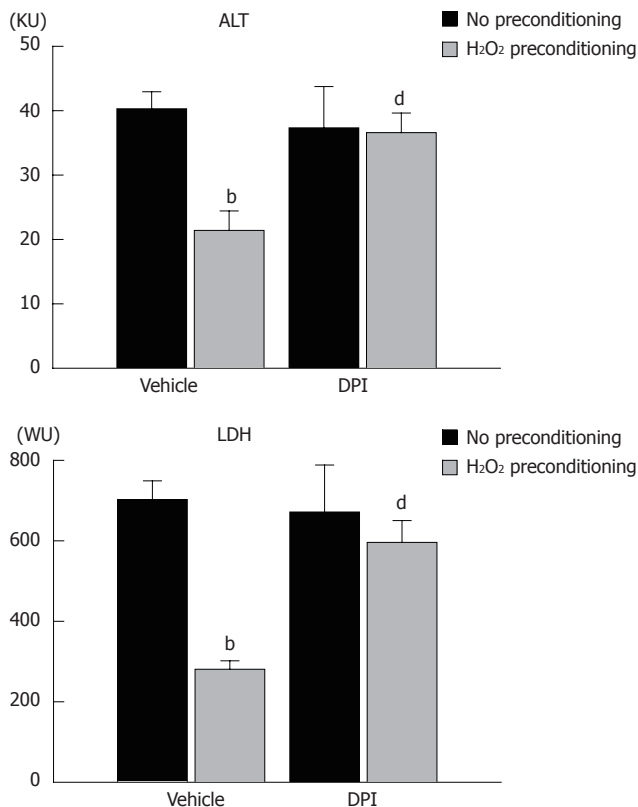 (KU)
ALT
No preconditioning
H₂O₂ preconditioning
50
40
30
20
10
0
b
d
Vehicle
DPI
(WU)
LDH
No preconditioning
H₂O₂ preconditioning
800
600
400
200
0
b
d
Vehicle
DPI